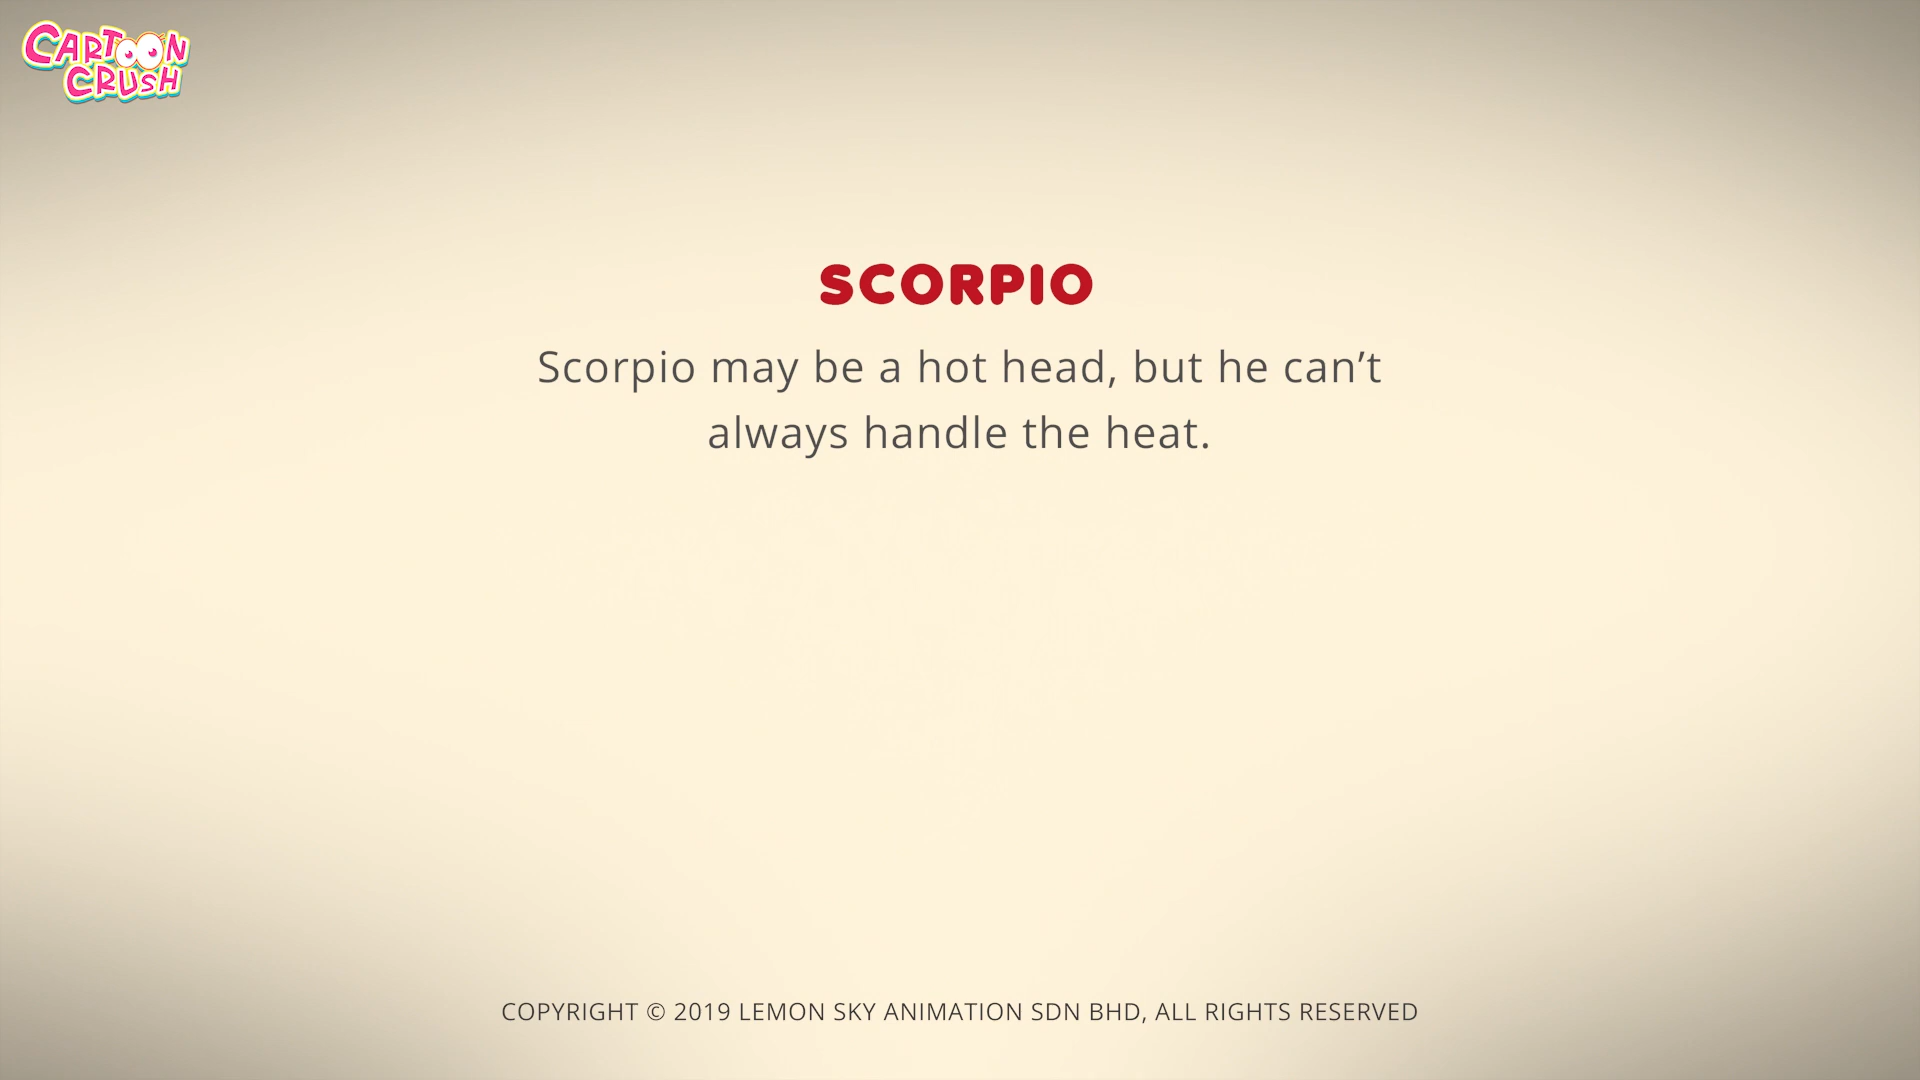 CARTOON
CRUSH
SCORPIO
Scorpio may be a hot head, but he can’t
always handle the heat.
COPYRIGHT © 2019 LEMON SKY ANIMATION SDN BHD, ALL RIGHTS RESERVED